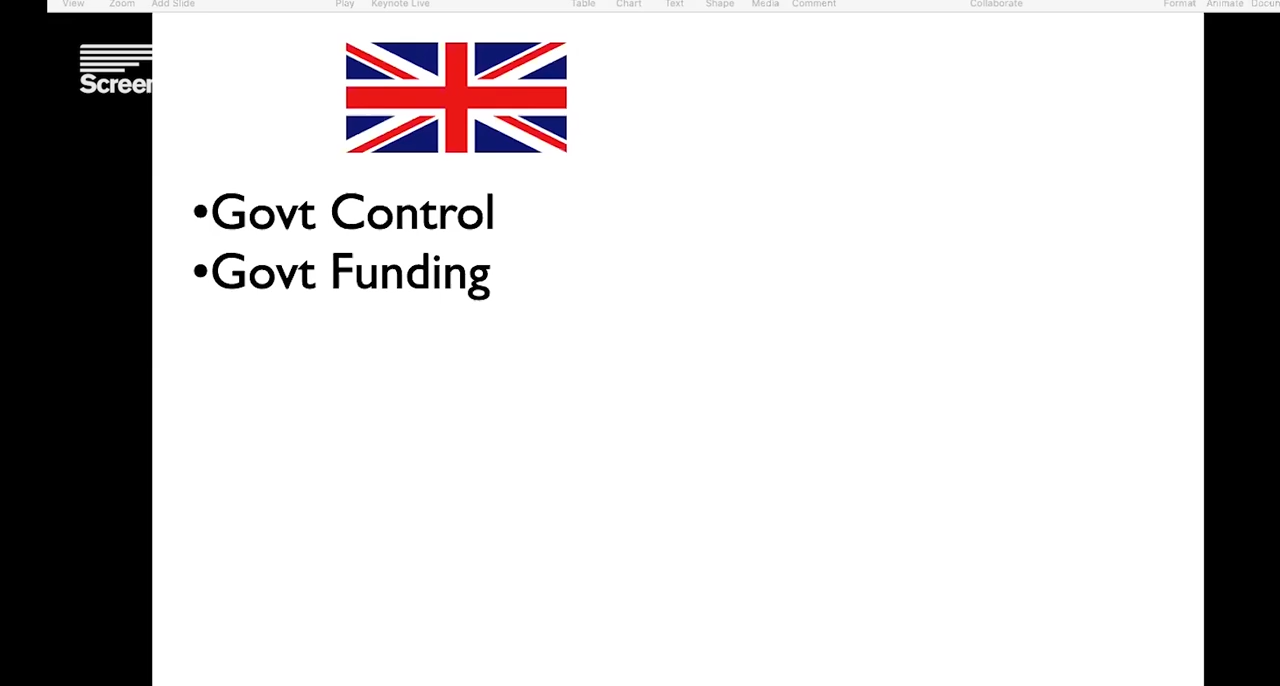 View Zoom Add Slide Play Keynote Live Table Chart Text Shape Media Comment Collaborate Format Animate
Screen
•Govt Control
•Govt Funding